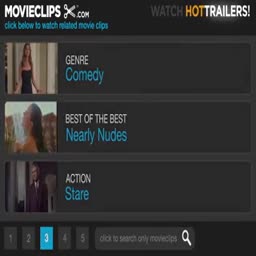 MOVIECLIPS .COM WATCH HOTTRAILERS!
click below to watch related movie clips
GENRE
Comedy
BEST OF THE BEST
Nearly Nudes
ACTION
Stare
1 2 3 4 5 click to search only movieclips